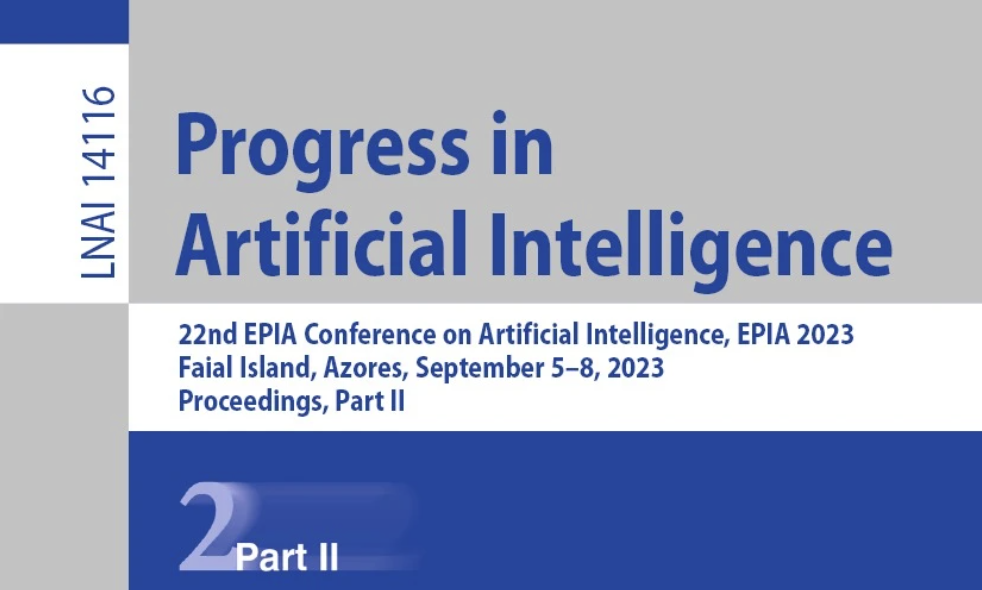 LNAI 14116
Progress in
Artificial Intelligence
22nd EPIA Conference on Artificial Intelligence, EPIA 2023
Faial Island, Azores, September 5–8, 2023
Proceedings, Part II
2
Part II